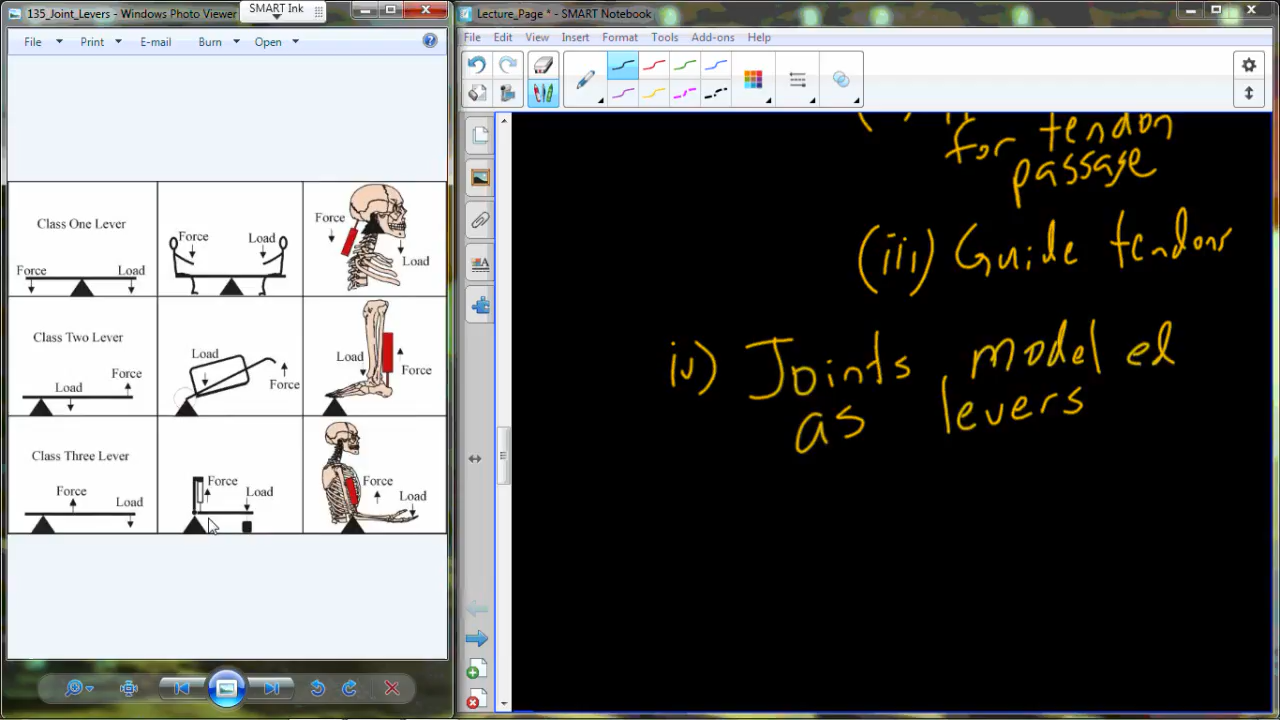 135_Joint_Levers - Windows Photo Viewer
SMART Ink
File Print E-mail Burn Open
Class One Lever
Force Load
Force Load
Force
Load
Class Two Lever
Load Force
Load
Force
Load
Force
Class Three Lever
Force
Load
Force
Load
Force
Load
Lecture_Page * - SMART Notebook
File Edit View Insert Format Tools Add-ons Help
for tendon
passage
(iii) Guide tendons
iv) Joints modeled
as levers